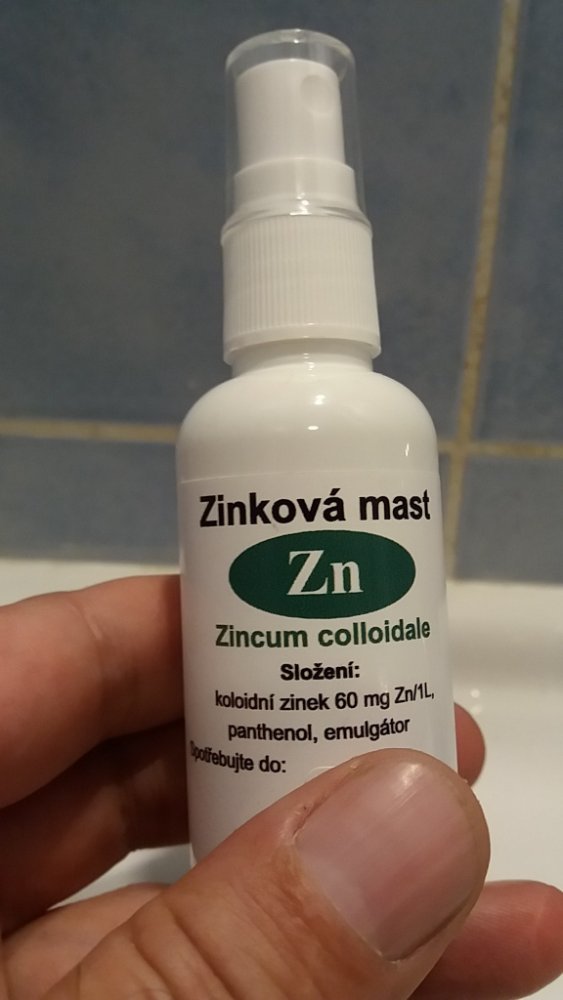 Zinková mast
Zn
Zincum colloidale
Složení:
koloidní zinek 60 mg Zn/1L,
panthenol, emulgátor
Spotřebujte do: